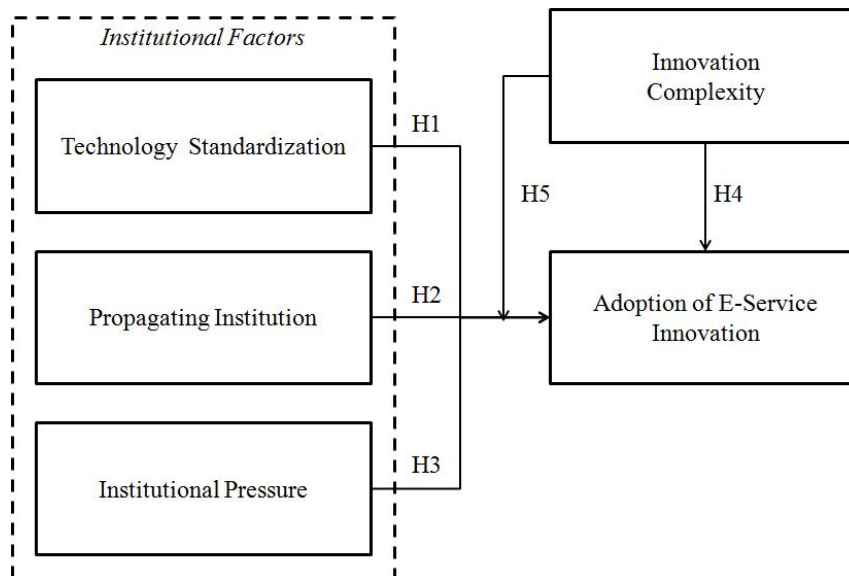 Institutional Factors
Technology Standardization
Propagating Institution
Institutional Pressure
H1
H2
H3
Innovation
Complexity
H5
H4
Adoption of E-Service
Innovation